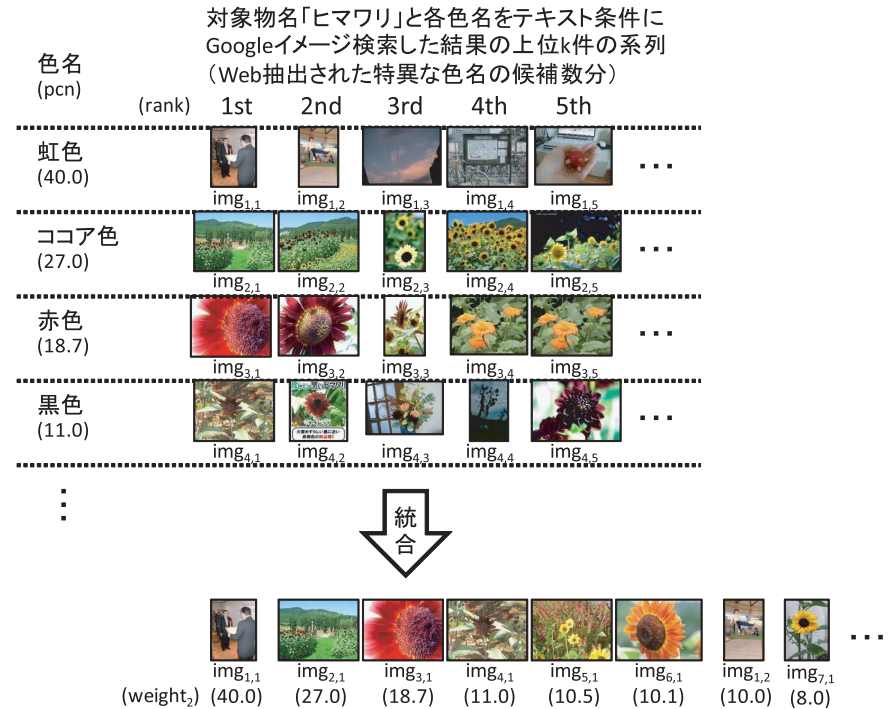 対象物名「ヒマワリ」と各色名をテキスト条件に
Googleイメージ検索した結果の上位k件の系列
（Web抽出された特異な色名の候補数分）
色名
(pcn)
(rank) 1st 2nd 3rd 4th 5th
虹色
(40.0)
…
img1,1 img1,2 img1,3 img1,4 img1,5
ココア色
(27.0)
…
img2,1 img2,2 img2,3 img2,4 img2,5
赤色
(18.7)
…
img3,1 img3,2 img3,3 img3,4 img3,5
黒色
(11.0)
…
img4,1 img4,2 img4,3 img4,4 img4,5
⋮
統
合
…
img1,1 img2,1 img3,1 img4,1 img5,1 img6,1 img1,2 img7,1
(weight2) (40.0) (27.0) (18.7) (11.0) (10.5) (10.1) (10.0) (8.0)